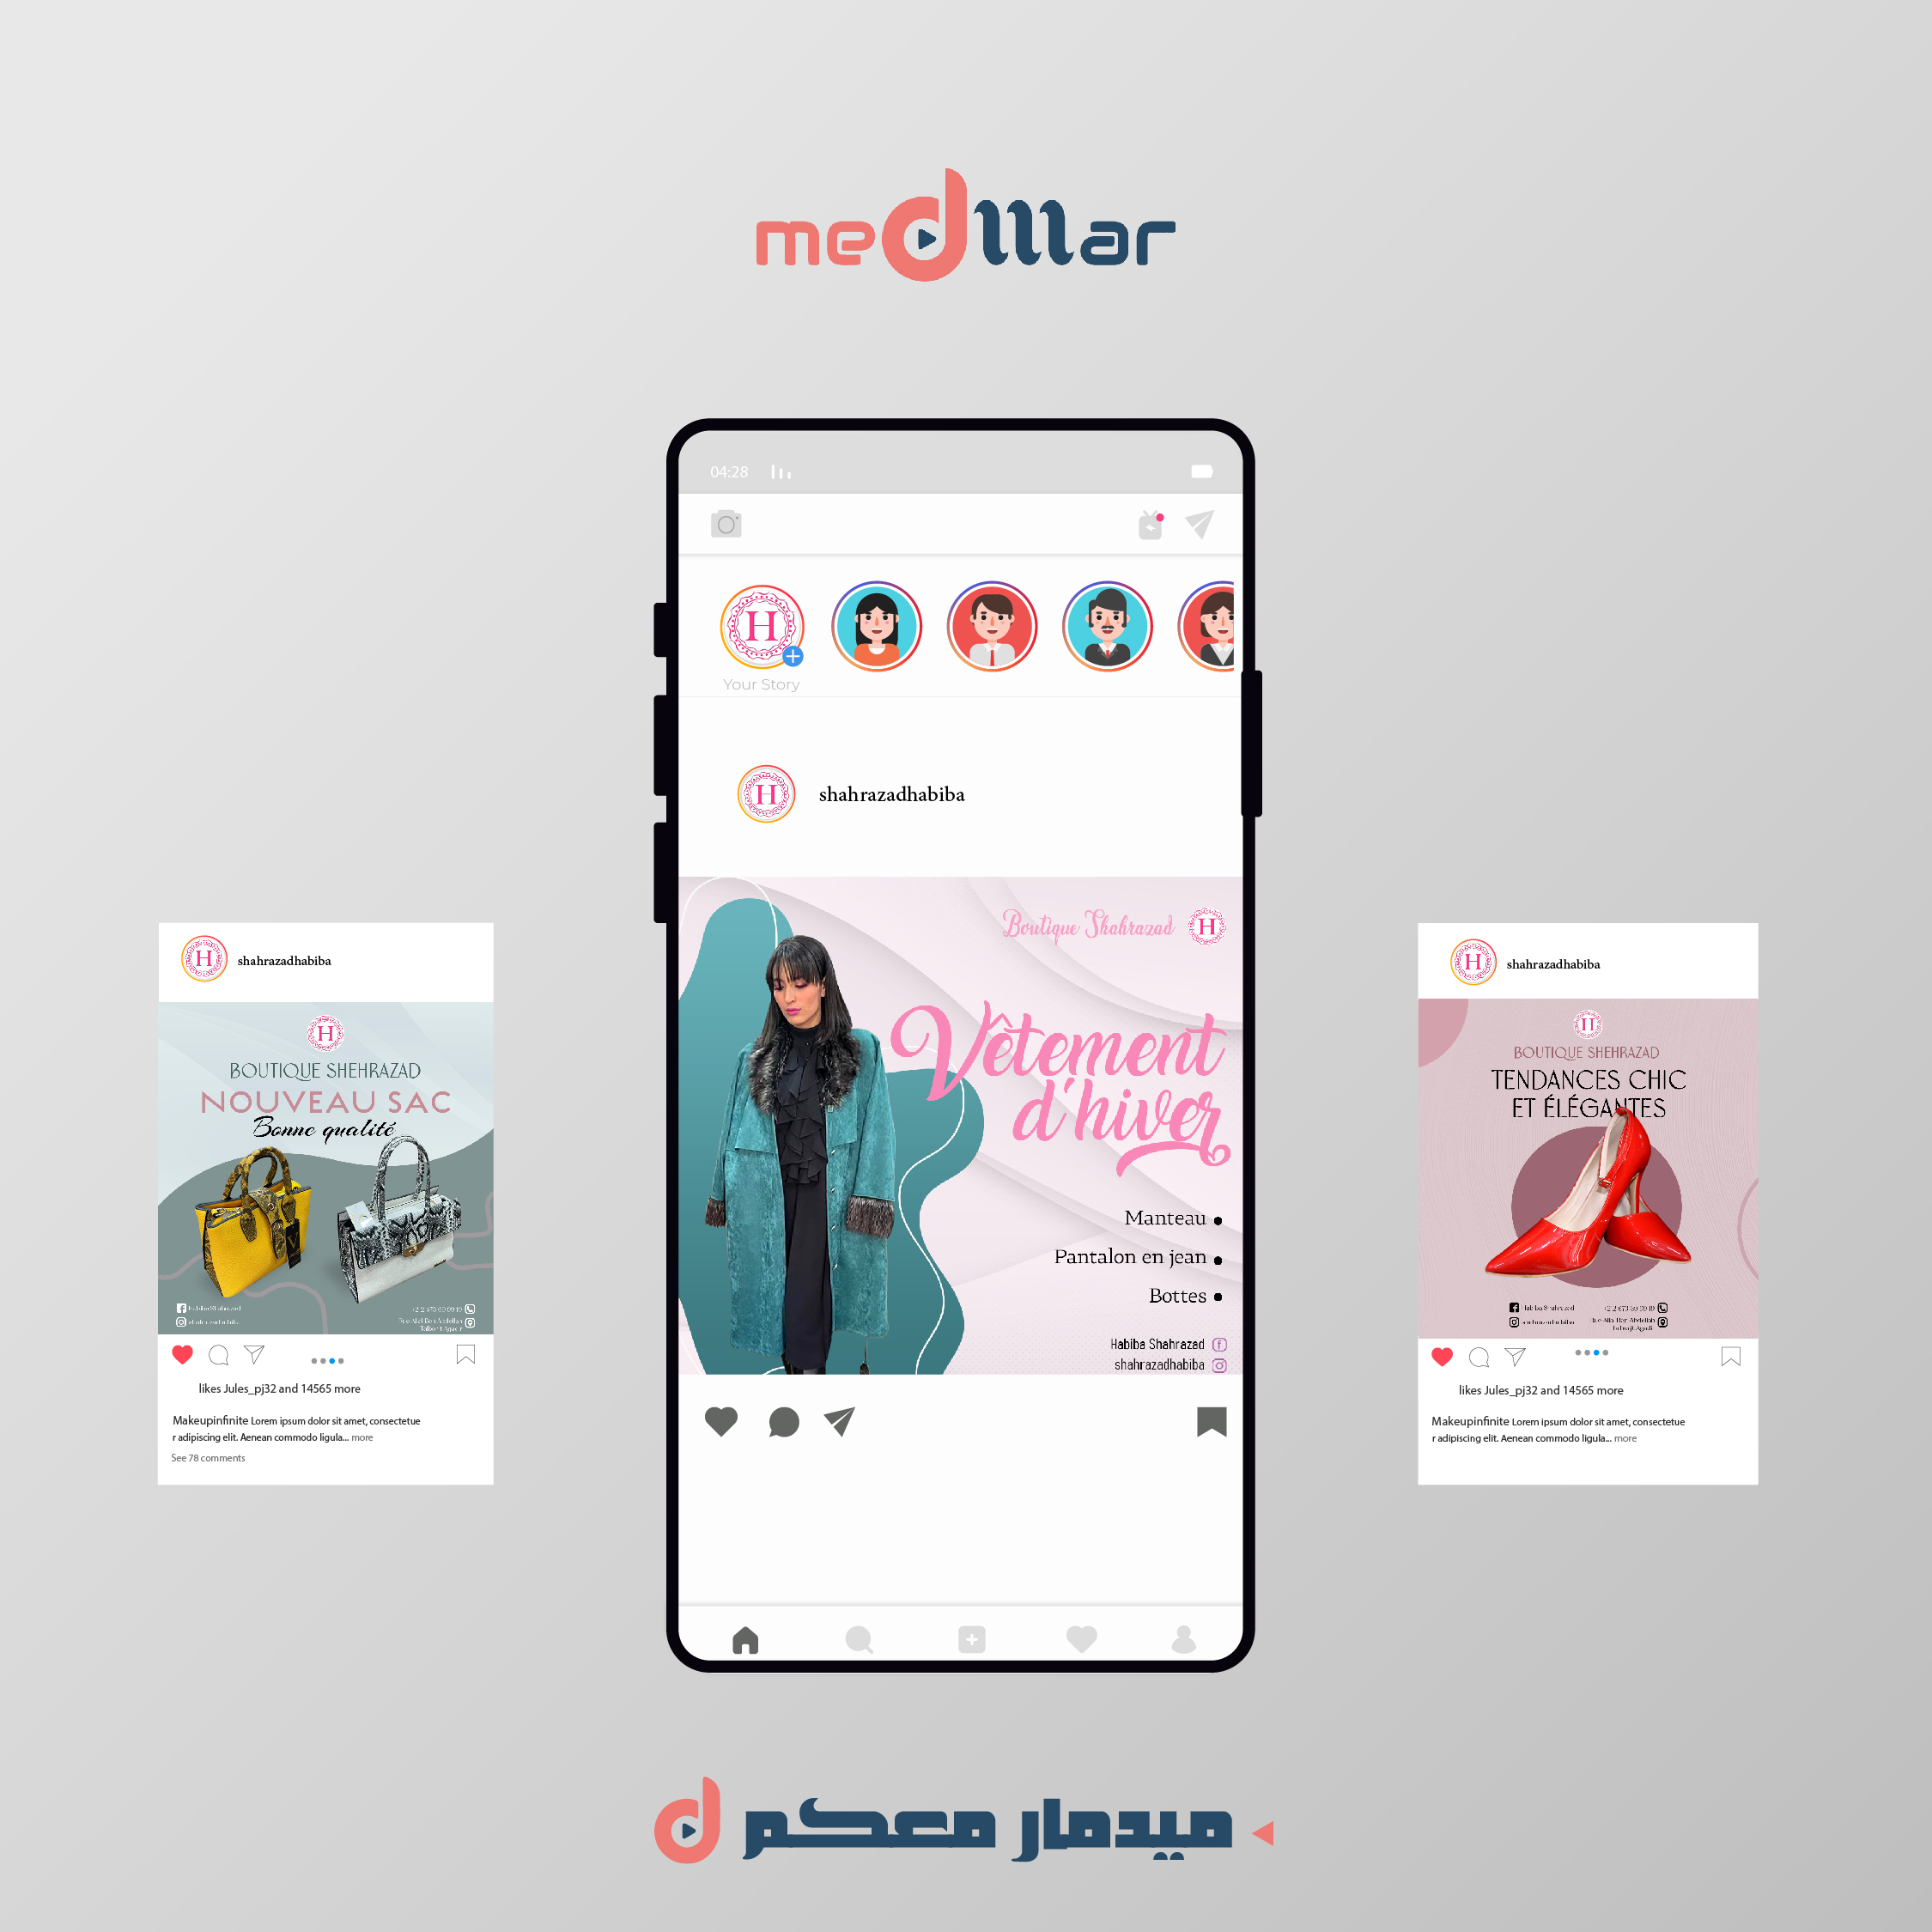 medmar
04:28
Your Story
shahrazadhabiba
Boutique Shahrazad
H
Vêtement
d'hiver
Manteau
Pantalon en jean
Bottes
Habiba Shahrazad
shahrazadhabiba
shahrazadhabiba
H
BOUTIQUE SHEHRAZAD
NOUVEAU SAC
Bonne qualité
likes Jules_pj32 and 14565 more
Makeupinfinite Lorem ipsum dolor sit amet, consectetue
r adipiscing elit. Aenean commodo ligula... more
See 78 comments
shahrazadhabiba
H
BOUTIQUE SHEHRAZAD
TENDANCES CHIC
ET ÉLÉGANTES
Habiba Shahrazad
likes Jules_pj32 and 14565 more
Makeupinfinite Lorem ipsum dolor sit amet, consectetue
r adipiscing elit. Aenean commodo ligula... more
ميدمار معكم